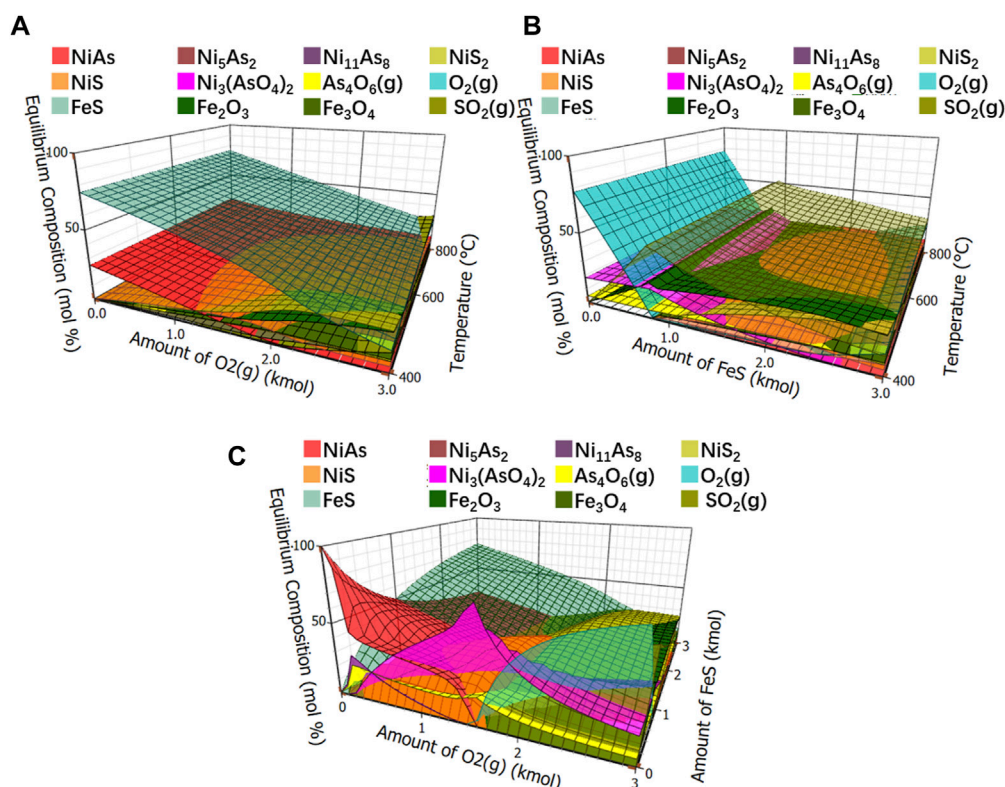 A
NiAs Ni5As2 Ni11As8 NiS2
NiS Ni3(AsO4)2 As4O6(g) O2(g)
FeS Fe2O3 Fe3O4 SO2(g)
Equilibrium Composition (mol %)
100
50
0.0
1.0
2.0
3.0
Amount of O2(g) (kmol)
400
600
800
Temperature (°C)
B
NiAs Ni5As2 Ni11As8 NiS2
NiS Ni3(AsO4)2 As4O6(g) O2(g)
FeS Fe2O3 Fe3O4 SO2(g)
Equilibrium Composition (mol %)
100
50
0.0
1.0
2.0
3.0
Amount of FeS (kmol)
400
600
800
Temperature (°C)
C
NiAs Ni5As2 Ni11As8 NiS2
NiS Ni3(AsO4)2 As4O6(g) O2(g)
FeS Fe2O3 Fe3O4 SO2(g)
Equilibrium Composition (mol %)
100
50
0
1
2
3
Amount of O2(g) (kmol)
0
1
2
3
Amount of FeS (kmol)